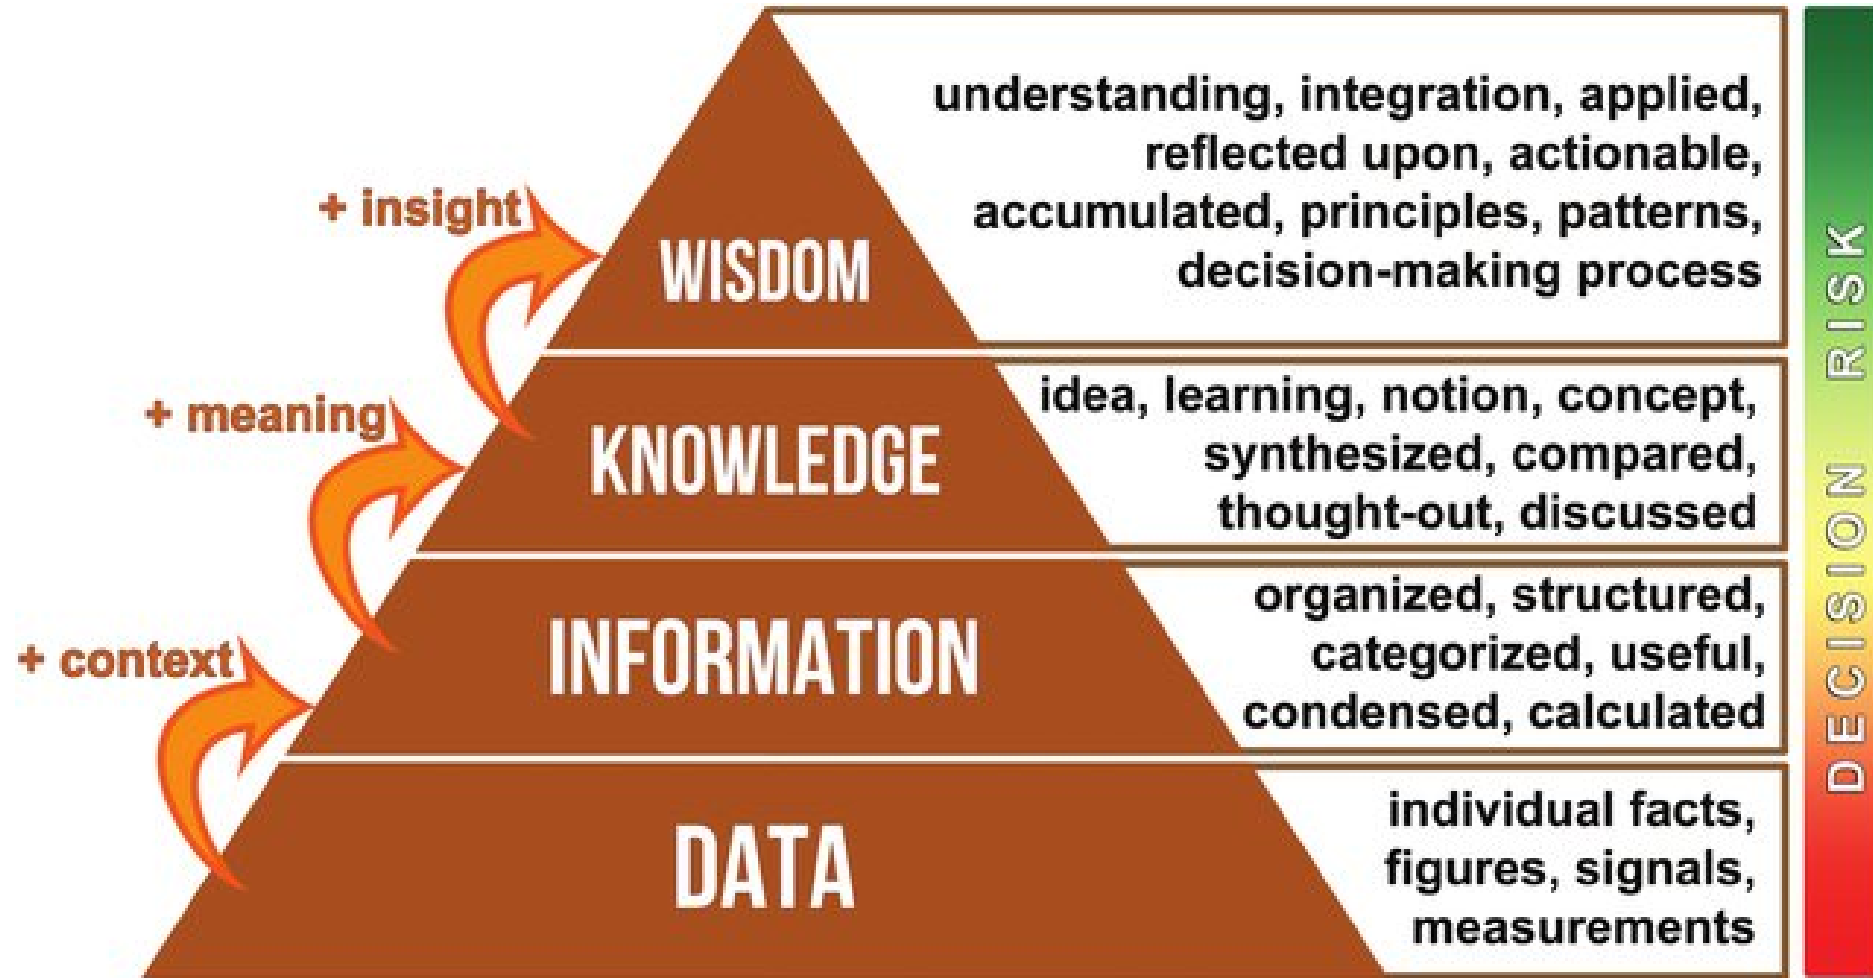 understanding, integration, applied,
reflected upon, actionable,
accumulated, principles, patterns,
decision-making process
+ insight
WISDOM
idea, learning, notion, concept,
synthesized, compared,
thought-out, discussed
+ meaning
KNOWLEDGE
organized, structured,
categorized, useful,
condensed, calculated
+ context
INFORMATION
individual facts,
figures, signals,
measurements
DATA
DECISION RISK